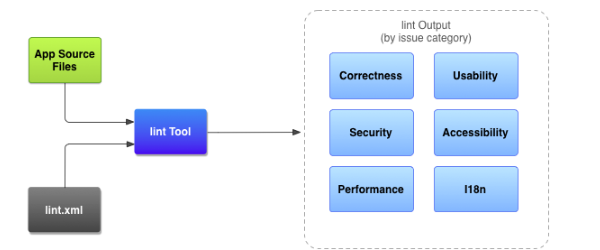 App Source
Files
lint.xml
lint Tool
lint Output
(by issue category)
Correctness
Usability
Security
Accessibility
Performance
I18n